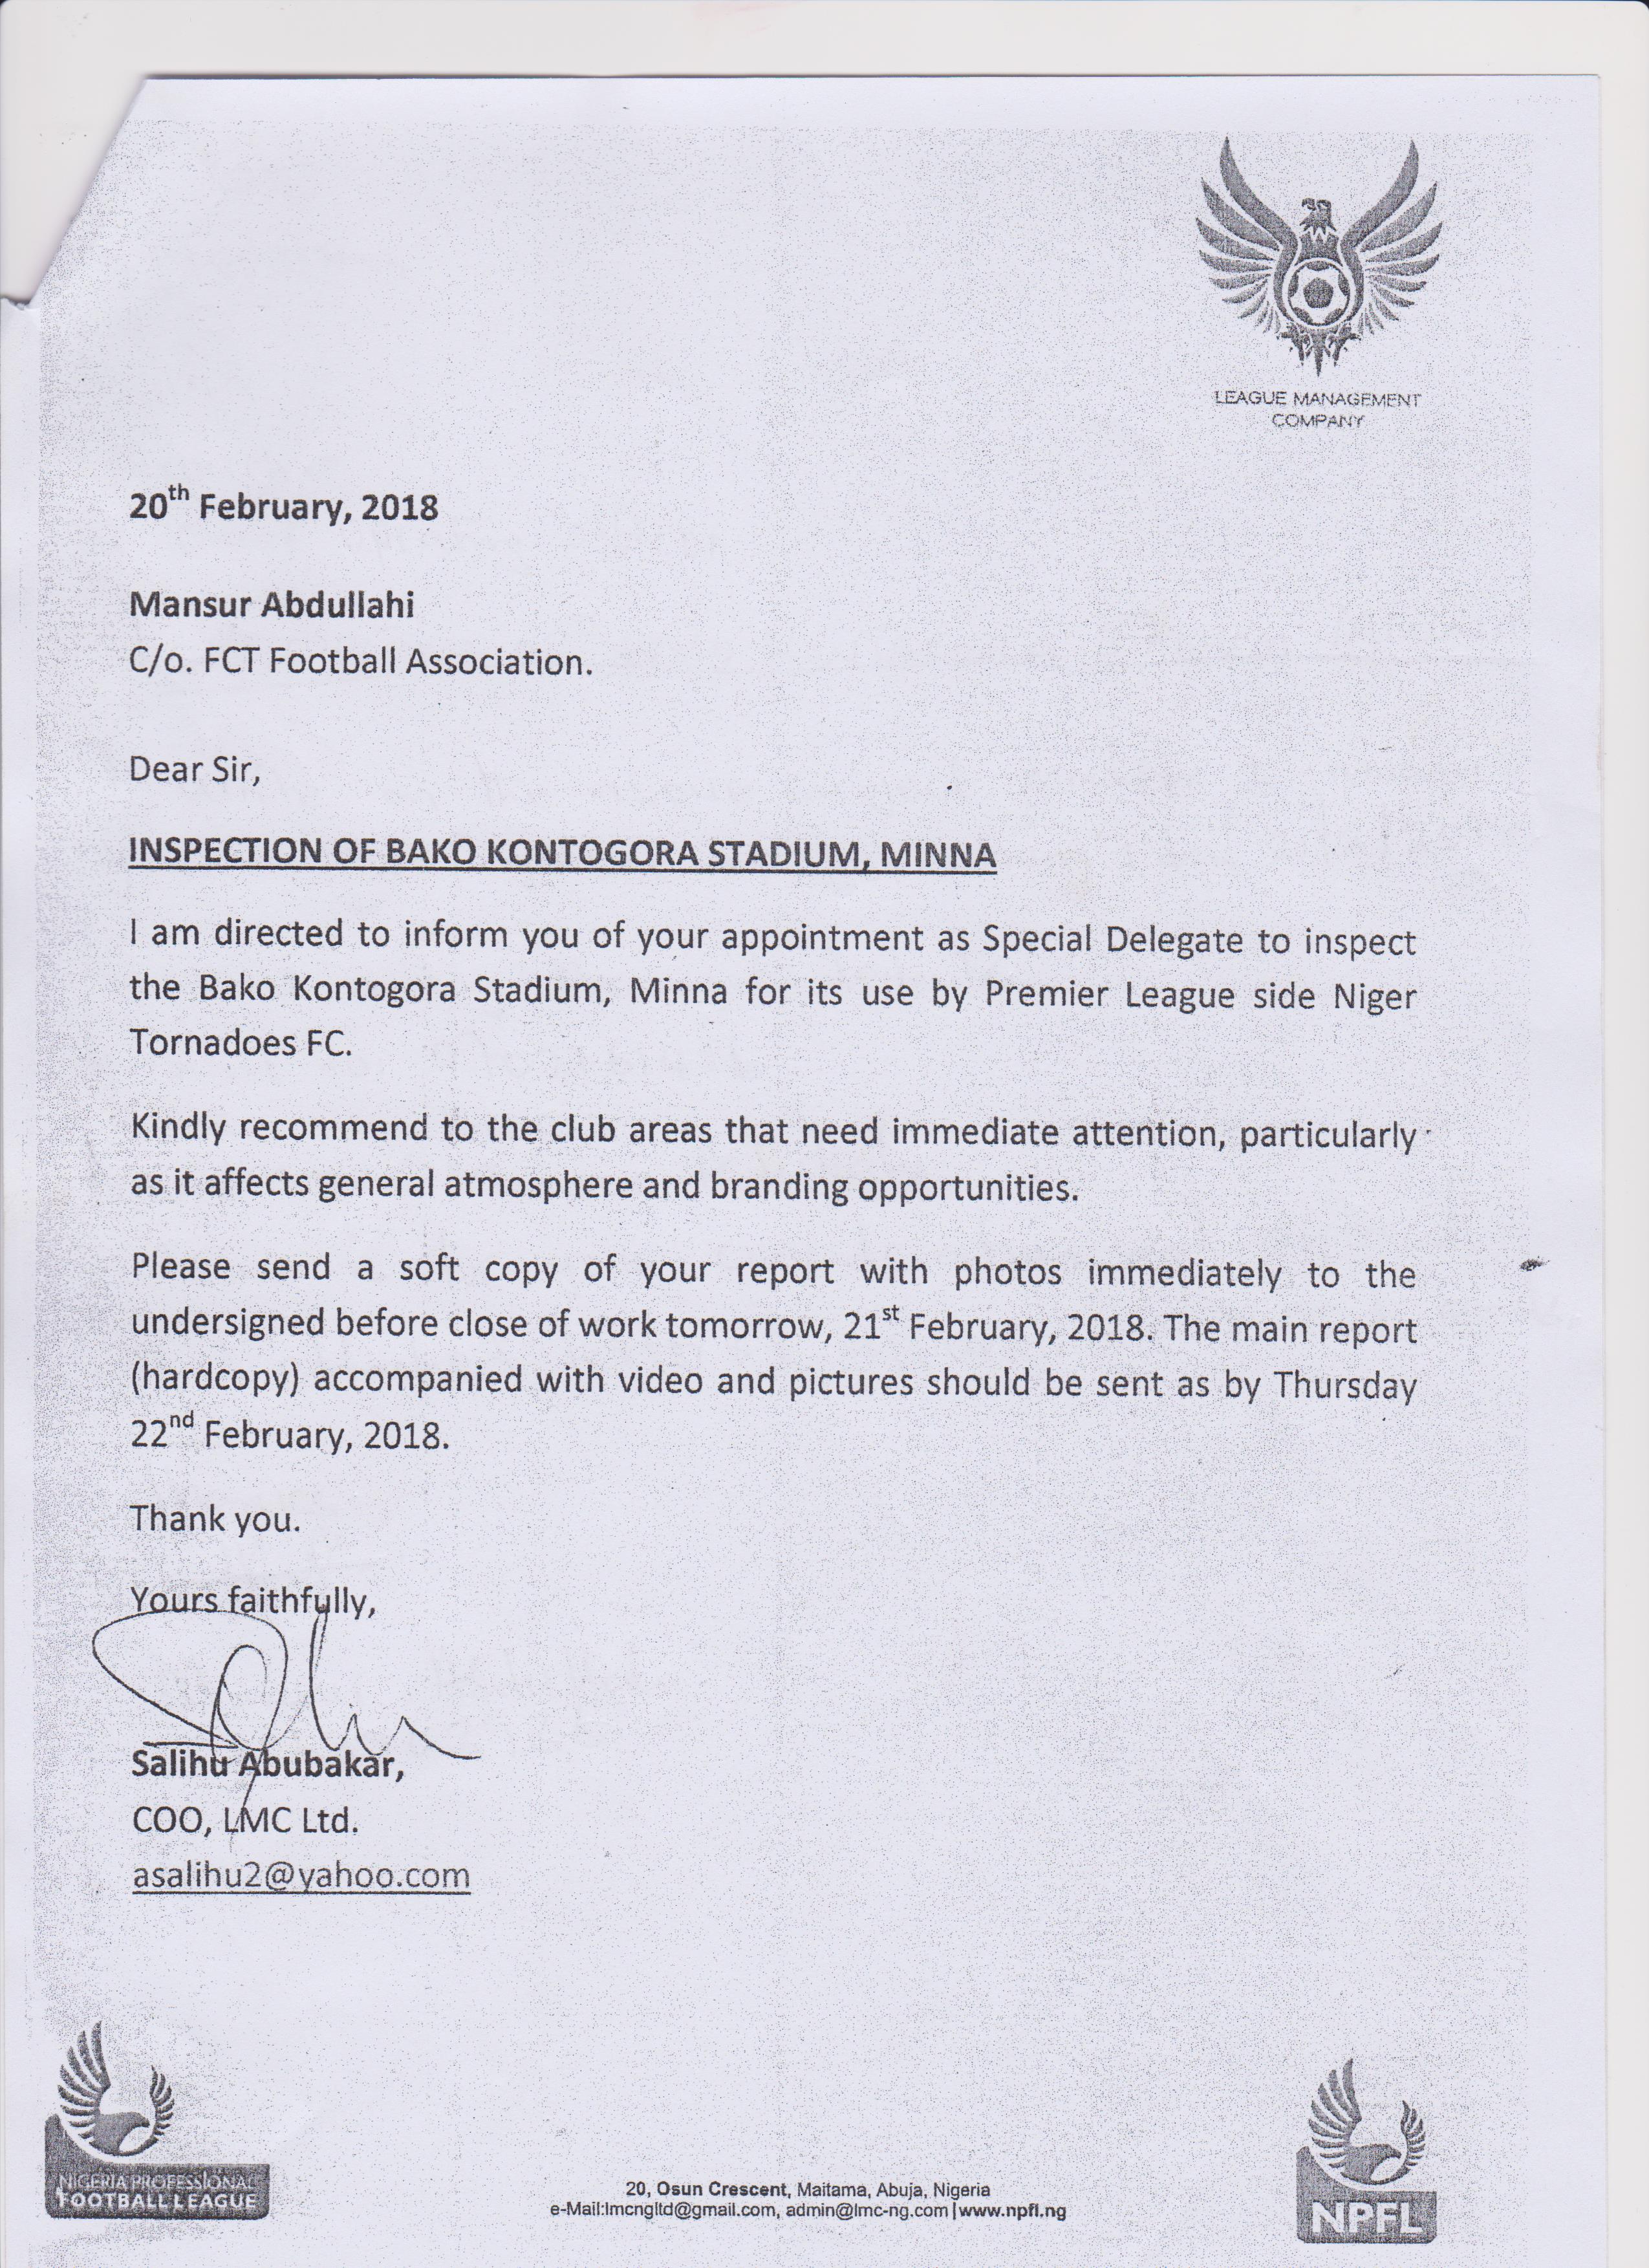 LEAGUE MANAGEMENT
COMPANY
20th February, 2018
Mansur Abdullahi
C/o. FCT Football Association.
Dear Sir,
INSPECTION OF BAKO KONTOGORA STADIUM, MINNA
I am directed to inform you of your appointment as Special Delegate to inspect
the Bako Kontogora Stadium, Minna for its use by Premier League side Niger
Tornadoes FC.
Kindly recommend to the club areas that need immediate attention, particularly
as it affects general atmosphere and branding opportunities.
Please send a soft copy of your report with photos immediately to the
undersigned before close of work tomorrow, 21st February, 2018. The main report
(hardcopy) accompanied with video and pictures should be sent as by Thursday
22nd February, 2018.
Thank you.
Yours faithfully,
Salihu Abubakar,
COO, LMC Ltd.
asalihu2@yahoo.com
NIGERIA PROFESSIONAL
FOOTBALL LEAGUE
20, Osun Crescent, Maitama, Abuja, Nigeria
e-Mail:lmcngltd@gmail.com, admin@lmc-ng.com|www.npfl.ng
NPFL